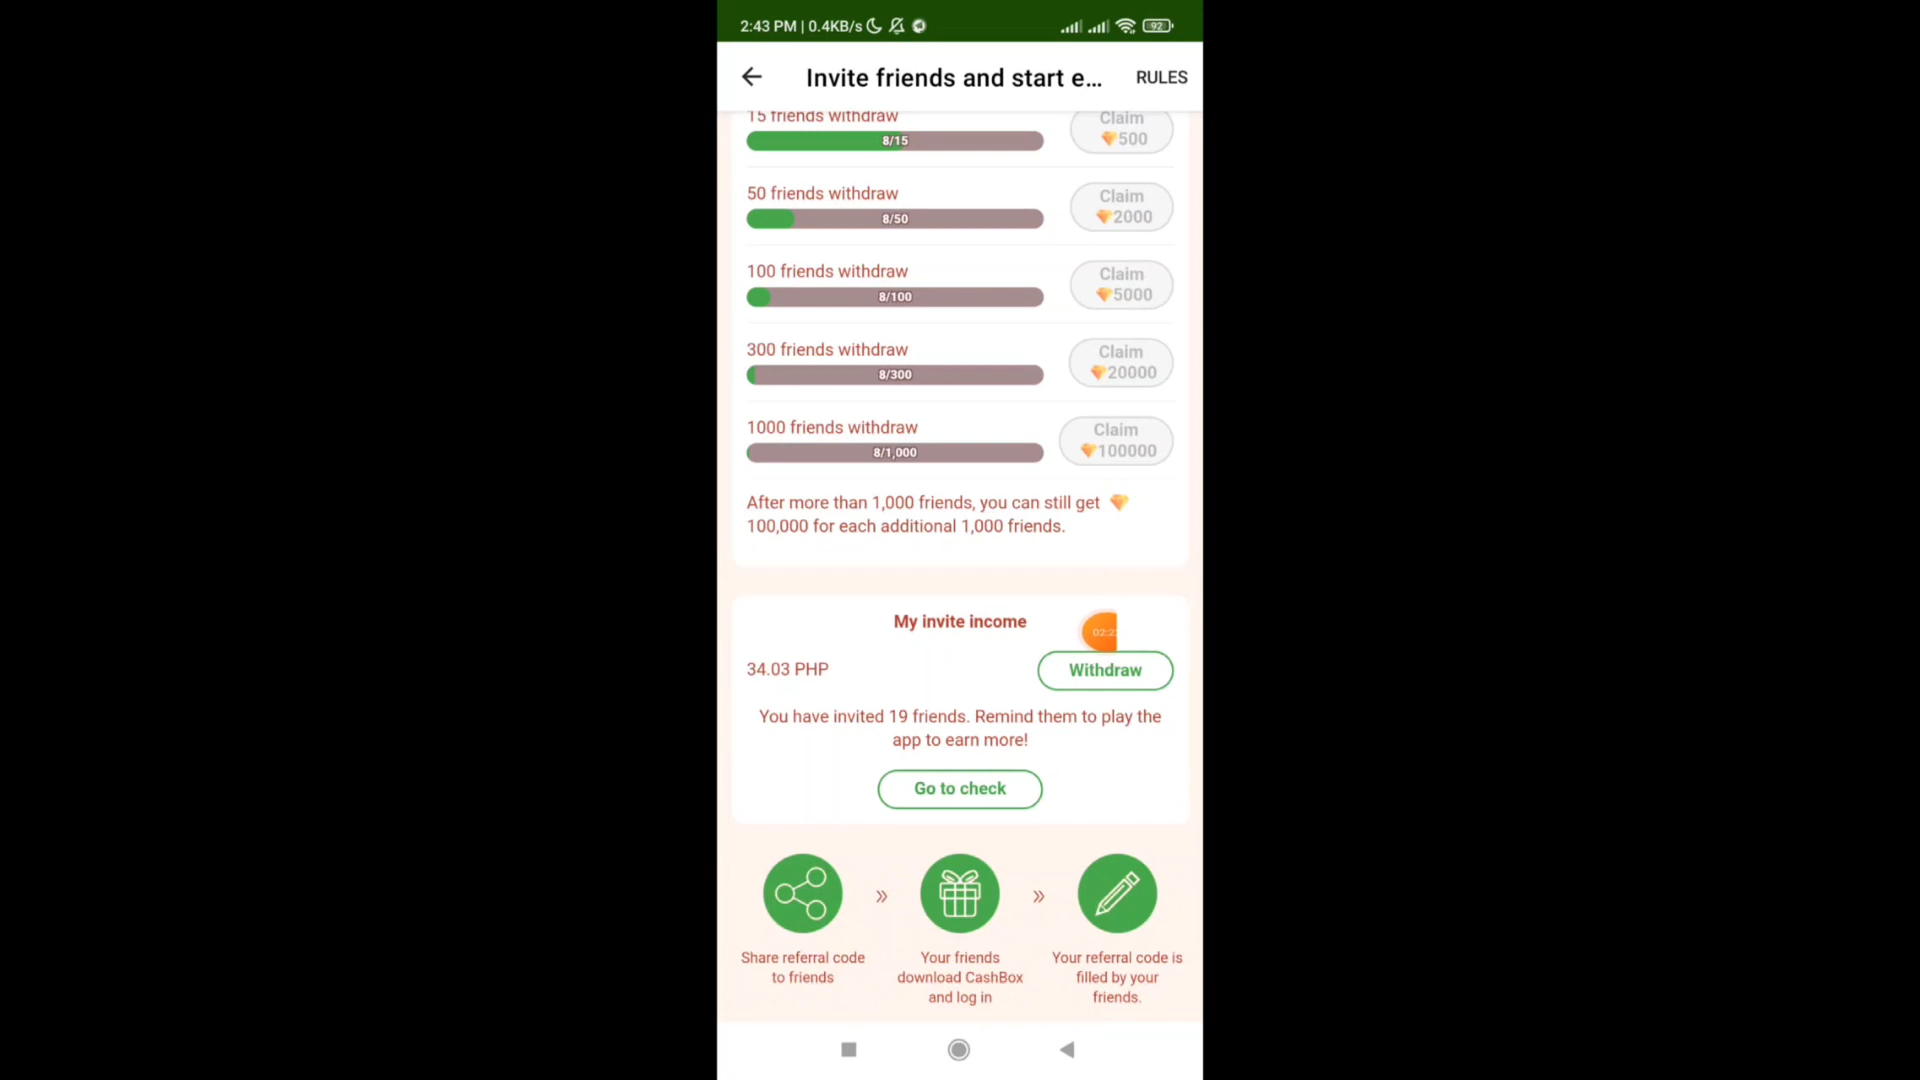 2:43 PM | 0.4KB/s
92
Invite friends and start e...
RULES
15 friends withdraw
8/15
Claim
500
50 friends withdraw
8/50
Claim
2000
100 friends withdraw
8/100
Claim
5000
300 friends withdraw
8/300
Claim
20000
1000 friends withdraw
8/1,000
Claim
100000
After more than 1,000 friends, you can still get
100,000 for each additional 1,000 friends.
My invite income
34.03 PHP
Withdraw
You have invited 19 friends. Remind them to play the
app to earn more!
Go to check
Share referral code
to friends
Your friends
download CashBox
and log in
Your referral code is
filled by your
friends.